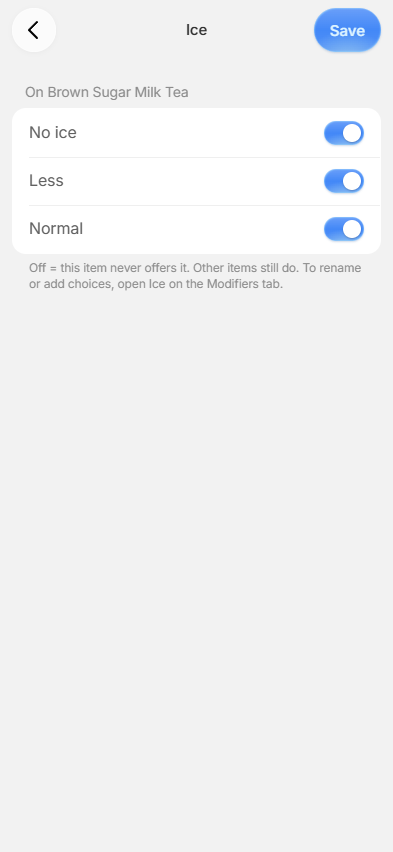 Ice
Save
On Brown Sugar Milk Tea
No ice
Less
Normal
Off = this item never offers it. Other items still do. To rename
or add choices, open Ice on the Modifiers tab.